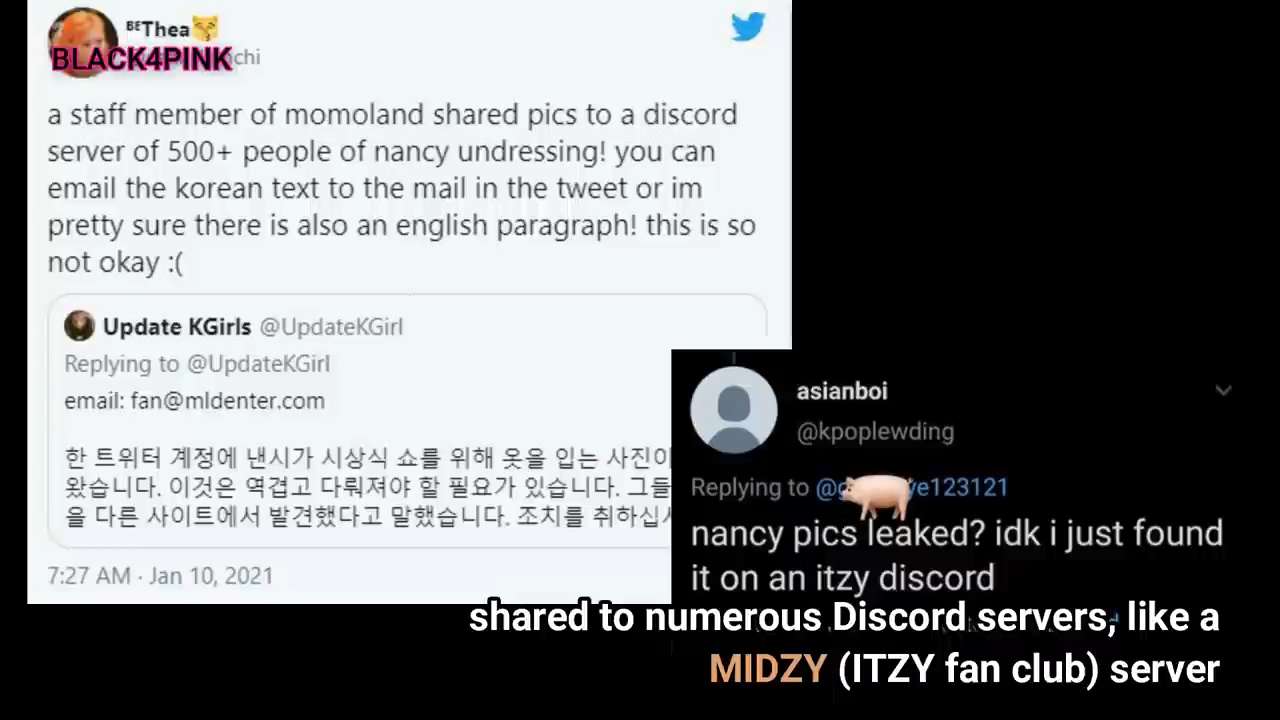 BEThea
BLACK4PINK
chi
a staff member of momoland shared pics to a discord
server of 500+ people of nancy undressing! you can
email the korean text to the mail in the tweet or im
pretty sure there is also an english paragraph! this is so
not okay :(
Update KGirls @UpdateKGirl
Replying to @UpdateKGirl
email: fan@mldenter.com
한 트위터 계정에 낸시가 시상식 쇼를 위해 옷을 입는 사진이
왔습니다. 이것은 역겹고 다뤄져야 할 필요가 있습니다. 그들
을 다른 사이트에서 발견했다고 말했습니다. 조치를 취하십시
7:27 AM · Jan 10, 2021
asianboi
@kpoplewding
Replying to
nancy pics leaked? idk i just found
it on an itzy discord
shared to numerous Discord servers, like a
MIDZY (ITZY fan club) server